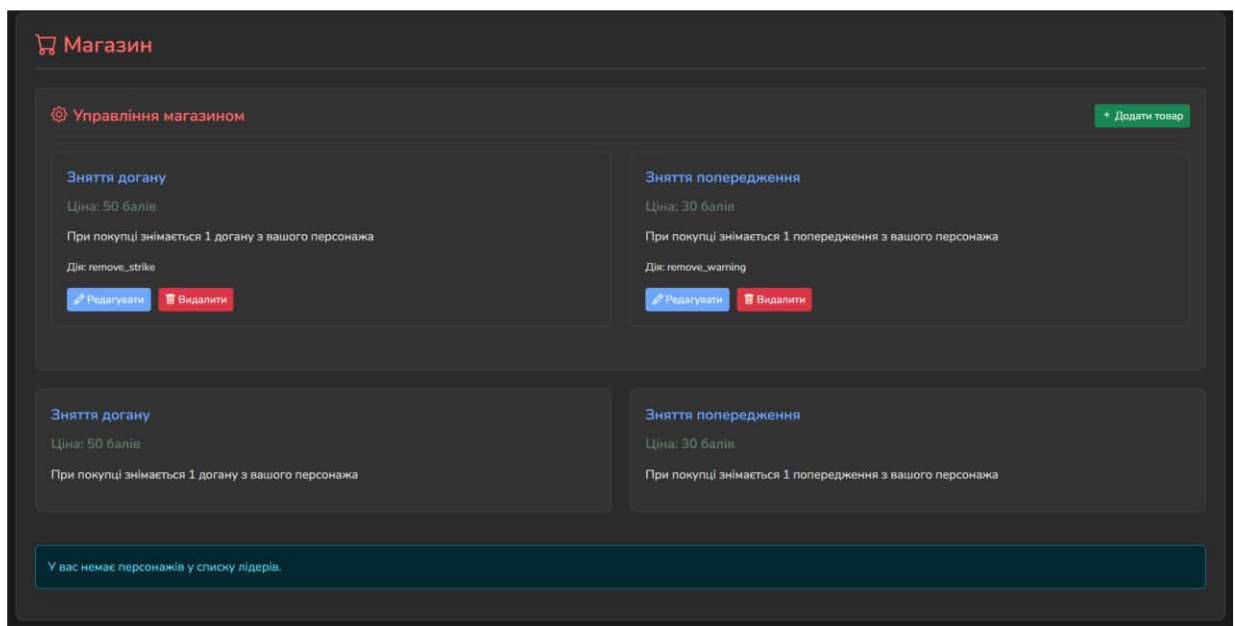 Магазин
Управління магазином
+ Додати товар
Зняття догану
Ціна: 50 балів
При покупці знімається 1 догану з вашого персонажа
Дія: remove_strike
Редагувати
Видалити
Зняття попередження
Ціна: 30 балів
При покупці знімається 1 попередження з вашого персонажа
Дія: remove_warning
Редагувати
Видалити
Зняття догану
Ціна: 50 балів
При покупці знімається 1 догану з вашого персонажа
Зняття попередження
Ціна: 30 балів
При покупці знімається 1 попередження з вашого персонажа
У вас немає персонажів у списку лідерів.